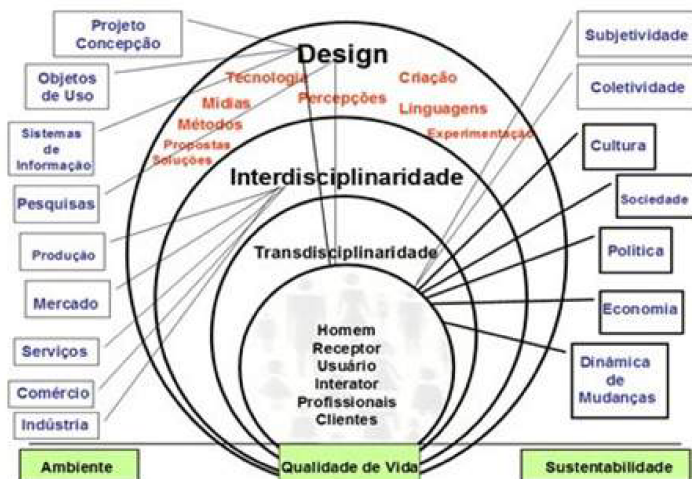 Projeto
Concepção
Objetos
de Uso
Sistemas
de
Informação
Pesquisas
Produção
Mercado
Serviços
Comércio
Indústria
Design
Tecnologia
Criação
Mídias
Percepções
Linguagens
Métodos
Experimentação
Propostas
Soluções
Interdisciplinaridade
Transdisciplinaridade
Homem
Receptor
Usuário
Interator
Profissionais
Clientes
Subjetividade
Coletividade
Cultura
Sociedade
Política
Economia
Dinâmica
de
Mudanças
Ambiente
Qualidade de Vida
Sustentabilidade